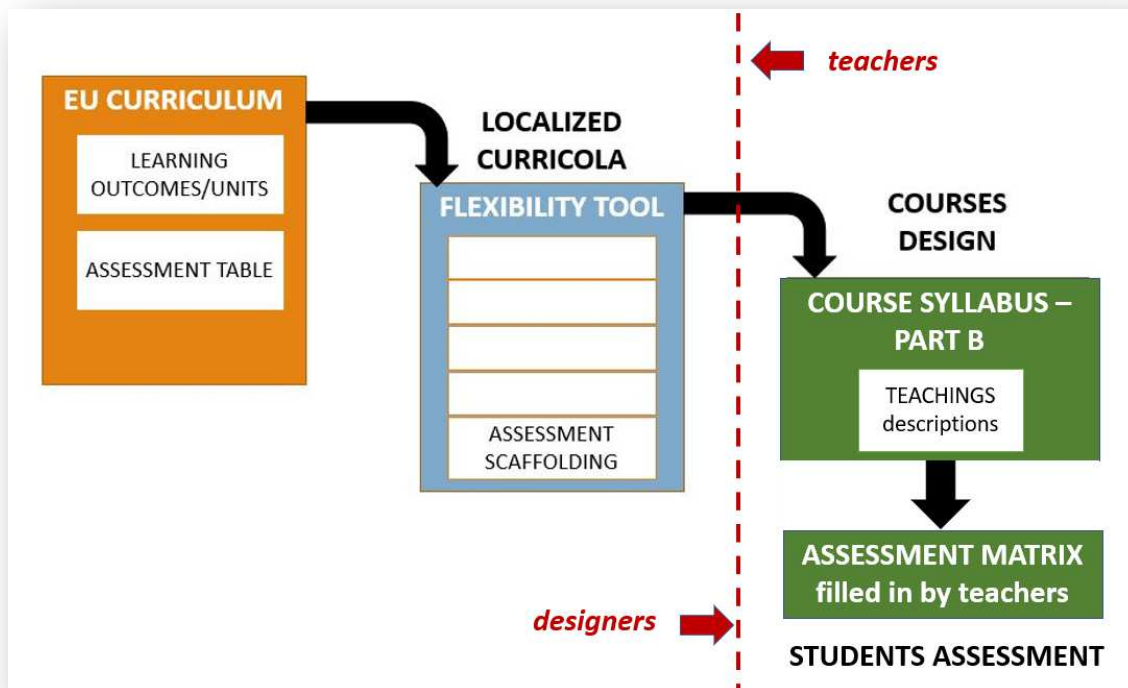 teachers
EU CURRICULUM
LEARNING
OUTCOMES/UNITS
ASSESSMENT TABLE
LOCALIZED
CURRICOLA
FLEXIBILITY TOOL
ASSESSMENT
SCAFFOLDING
COURSES
DESIGN
COURSE SYLLABUS –
PART B
TEACHINGS
descriptions
ASSESSMENT MATRIX
filled in by teachers
designers
STUDENTS ASSESSMENT